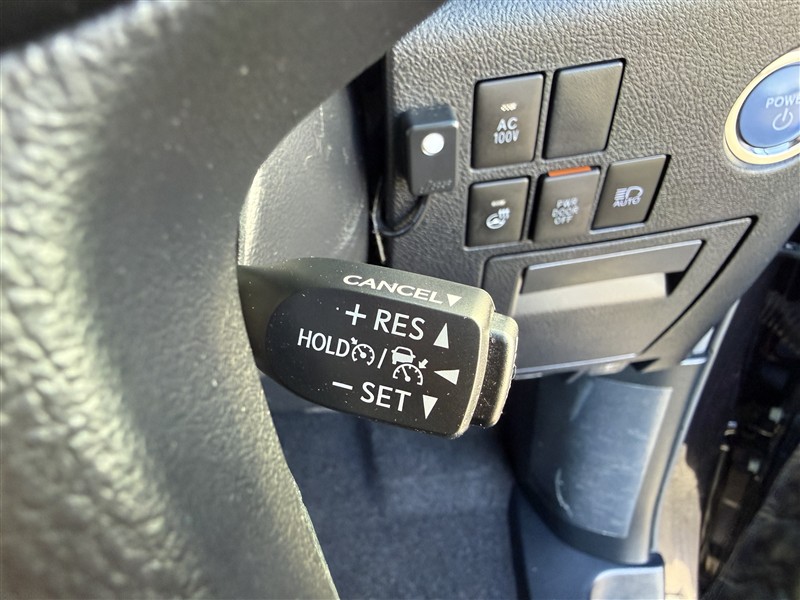 POWER
AC
100V
PWR
DOOR
OFF
AUTO
CANCEL
+ RES
HOLD /
− SET